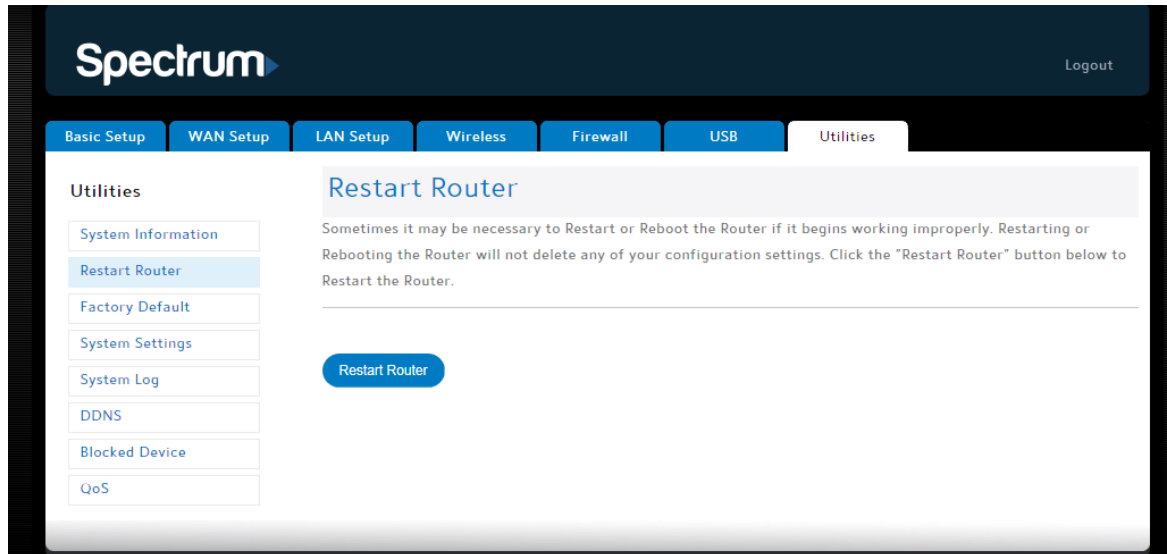 Spectrum
Logout
Basic Setup WAN Setup LAN Setup Wireless Firewall USB Utilities
Utilities
System Information
Restart Router
Factory Default
System Settings
System Log
DDNS
Blocked Device
QoS
Restart Router
Sometimes it may be necessary to Restart or Reboot the Router if it begins working improperly. Restarting or
Rebooting the Router will not delete any of your configuration settings. Click the "Restart Router" button below to
Restart the Router.
Restart Router